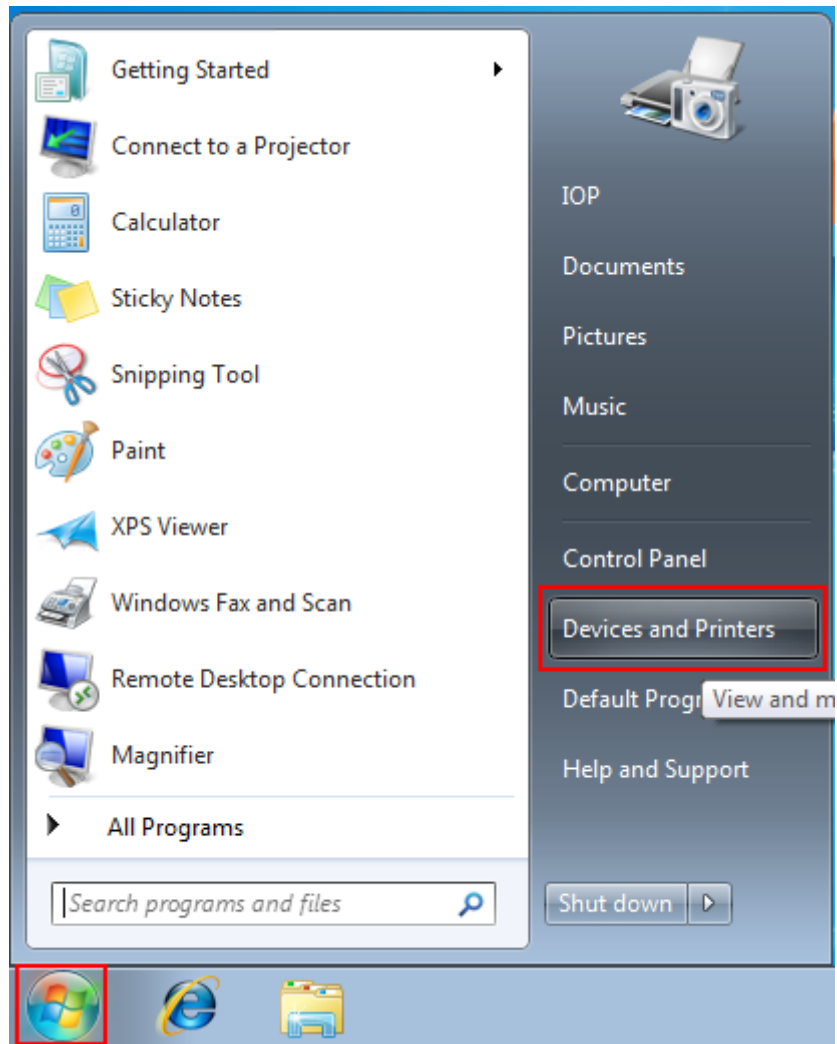 Getting Started
Connect to a Projector
Calculator
Sticky Notes
Snipping Tool
Paint
XPS Viewer
Windows Fax and Scan
Remote Desktop Connection
Magnifier
All Programs
Search programs and files
IOP
Documents
Pictures
Music
Computer
Control Panel
Devices and Printers
Default Progr
View and m
Help and Support
Shut down